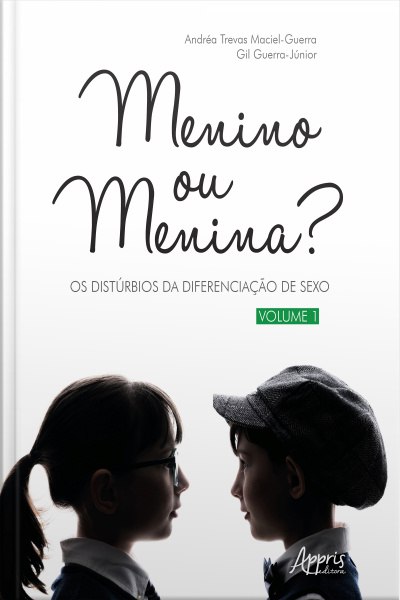 Andréa Trevas Maciel-Guerra
Gil Guerra-Júnior
Menino
ou
Menina?
OS DISTÚRBIOS DA DIFERENCIAÇÃO DE SEXO
VOLUME 1
Appris
editora